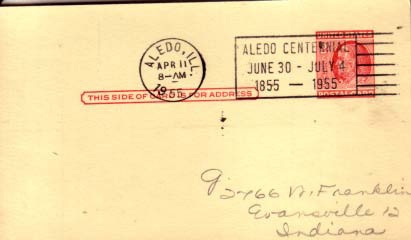 ALEDO, ILL.
APR 11
8-AM
1955
ALEDO CENTENNIAL
JUNE 30 - JULY 4
1855 — 1955
THIS SIDE OF CARD IS FOR ADDRESS
2766 W. Franklin
Evansville 12
Indiana